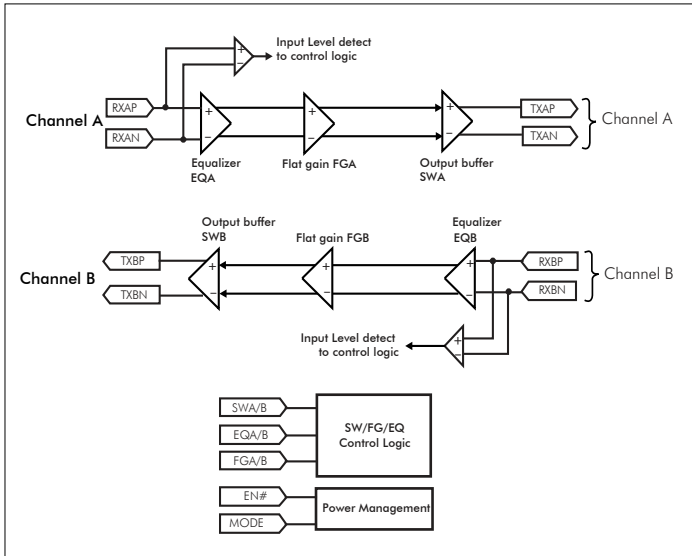 Input Level detect
to control logic
+
−
Channel A
RXAP
RXAN
+
−
+
−
+
−
TXAP
TXAN
Channel A
Equalizer
EQA
Flat gain FGA
Output buffer
SWA
Output buffer
SWB
Flat gain FGB
Equalizer
EQB
Channel B
TXBP
TXBN
+
−
+
−
+
−
RXBP
RXBN
Channel B
Input Level detect
to control logic
+
−
SWA/B
EQA/B
FGA/B
SW/FG/EQ
Control Logic
EN#
MODE
Power Management